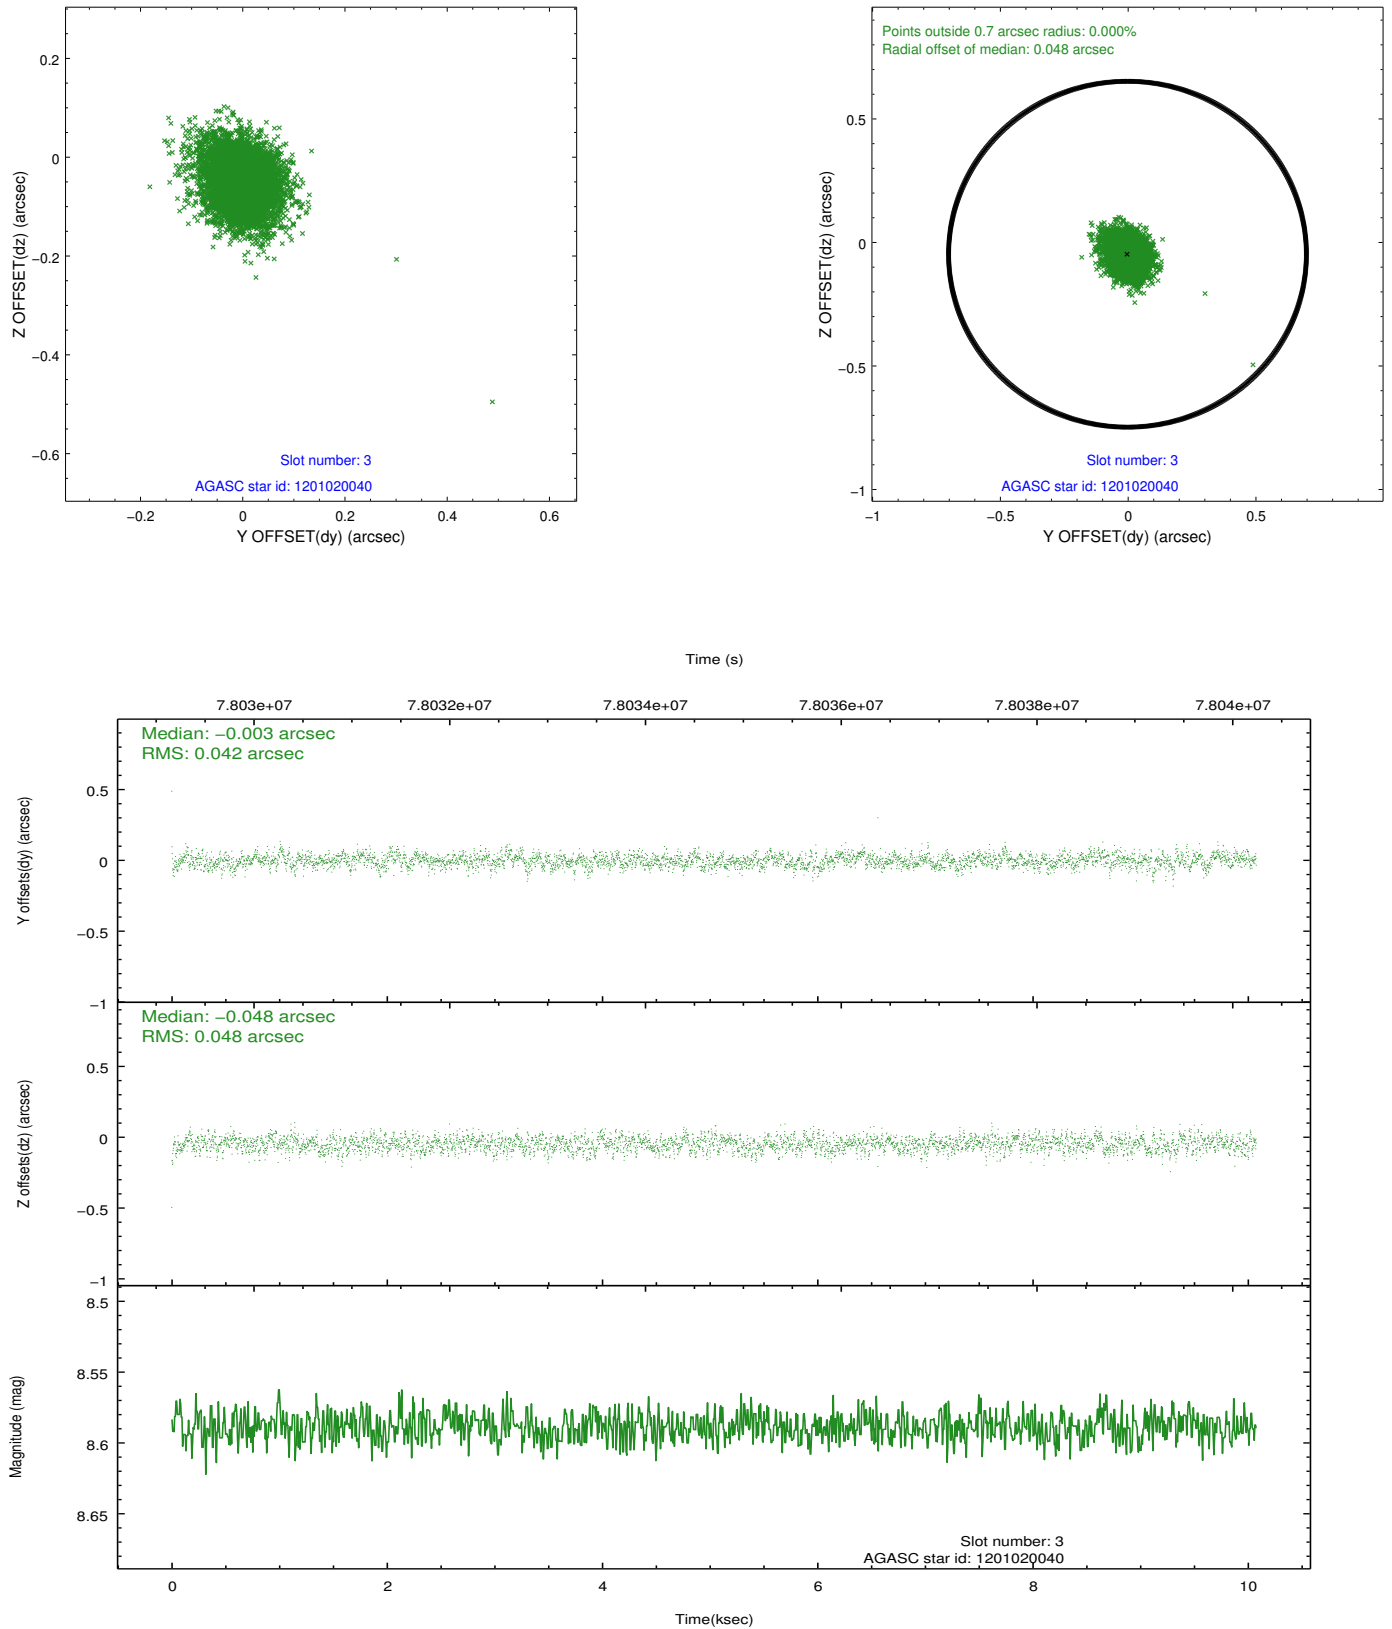 0.2
0
−0.2
−0.4
−0.6
Z OFFSET(dz) (arcsec)
Slot number: 3
AGASC star id: 1201020040
−0.2 0 0.2 0.4 0.6
Y OFFSET(dy) (arcsec)
Points outside 0.7 arcsec radius: 0.000%
Radial offset of median: 0.048 arcsec
0.5
0
−0.5
−1
Z OFFSET(dz) (arcsec)
Slot number: 3
AGASC star id: 1201020040
−1 −0.5 0 0.5
Y OFFSET(dy) (arcsec)
Time (s)
7.803e+07 7.8032e+07 7.8034e+07 7.8036e+07 7.8038e+07 7.804e+07
Median: −0.003 arcsec
RMS: 0.042 arcsec
0.5
0
−0.5
−1
Y offsets(dy) (arcsec)
Median: −0.048 arcsec
RMS: 0.048 arcsec
0.5
0
−0.5
−1
Z offsets(dz) (arcsec)
8.5
8.55
8.6
8.65
Magnitude (mag)
Slot number: 3
AGASC star id: 1201020040
0 2 4 6 8 10
Time(ksec)